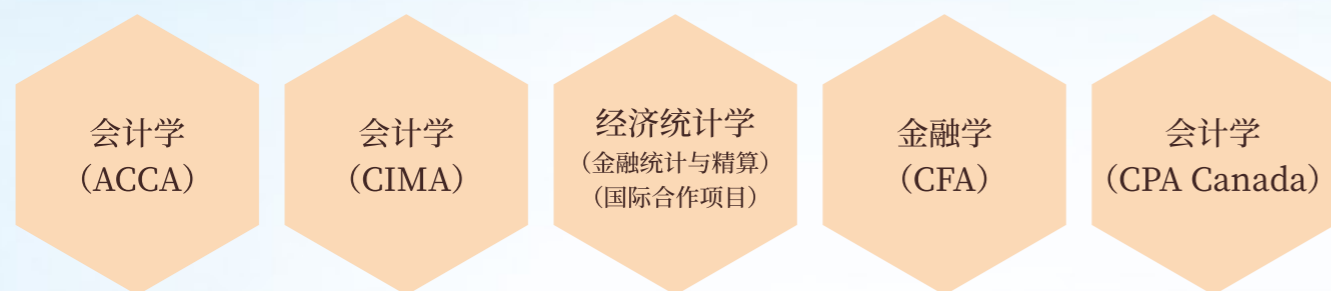 会计学
（ACCA）
会计学
（CIMA）
经济统计学
（金融统计与精算）
（国际合作项目）
金融学
（CFA）
会计学
（CPA Canada）